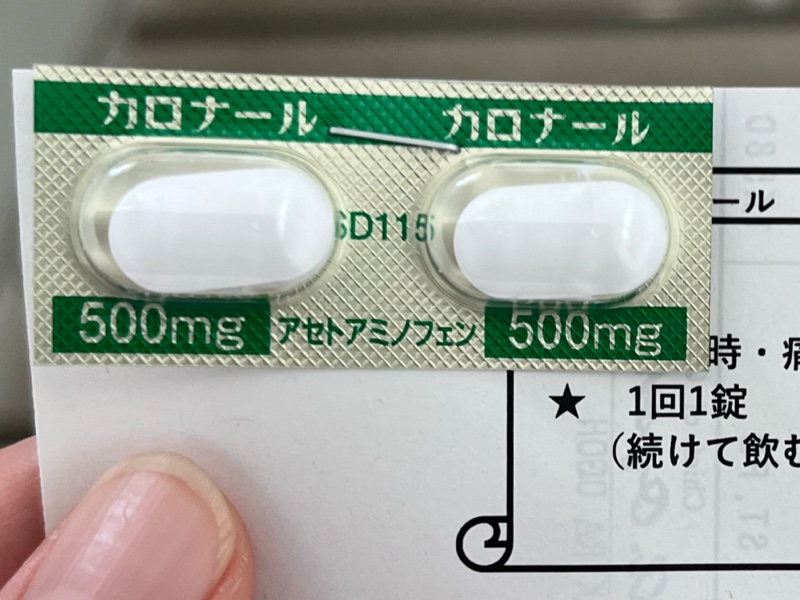 カロナール カロナール
SD115
500mg アセトアミノフェン 500mg
ール
時・痛
★ 1回1錠
(続けて飲む